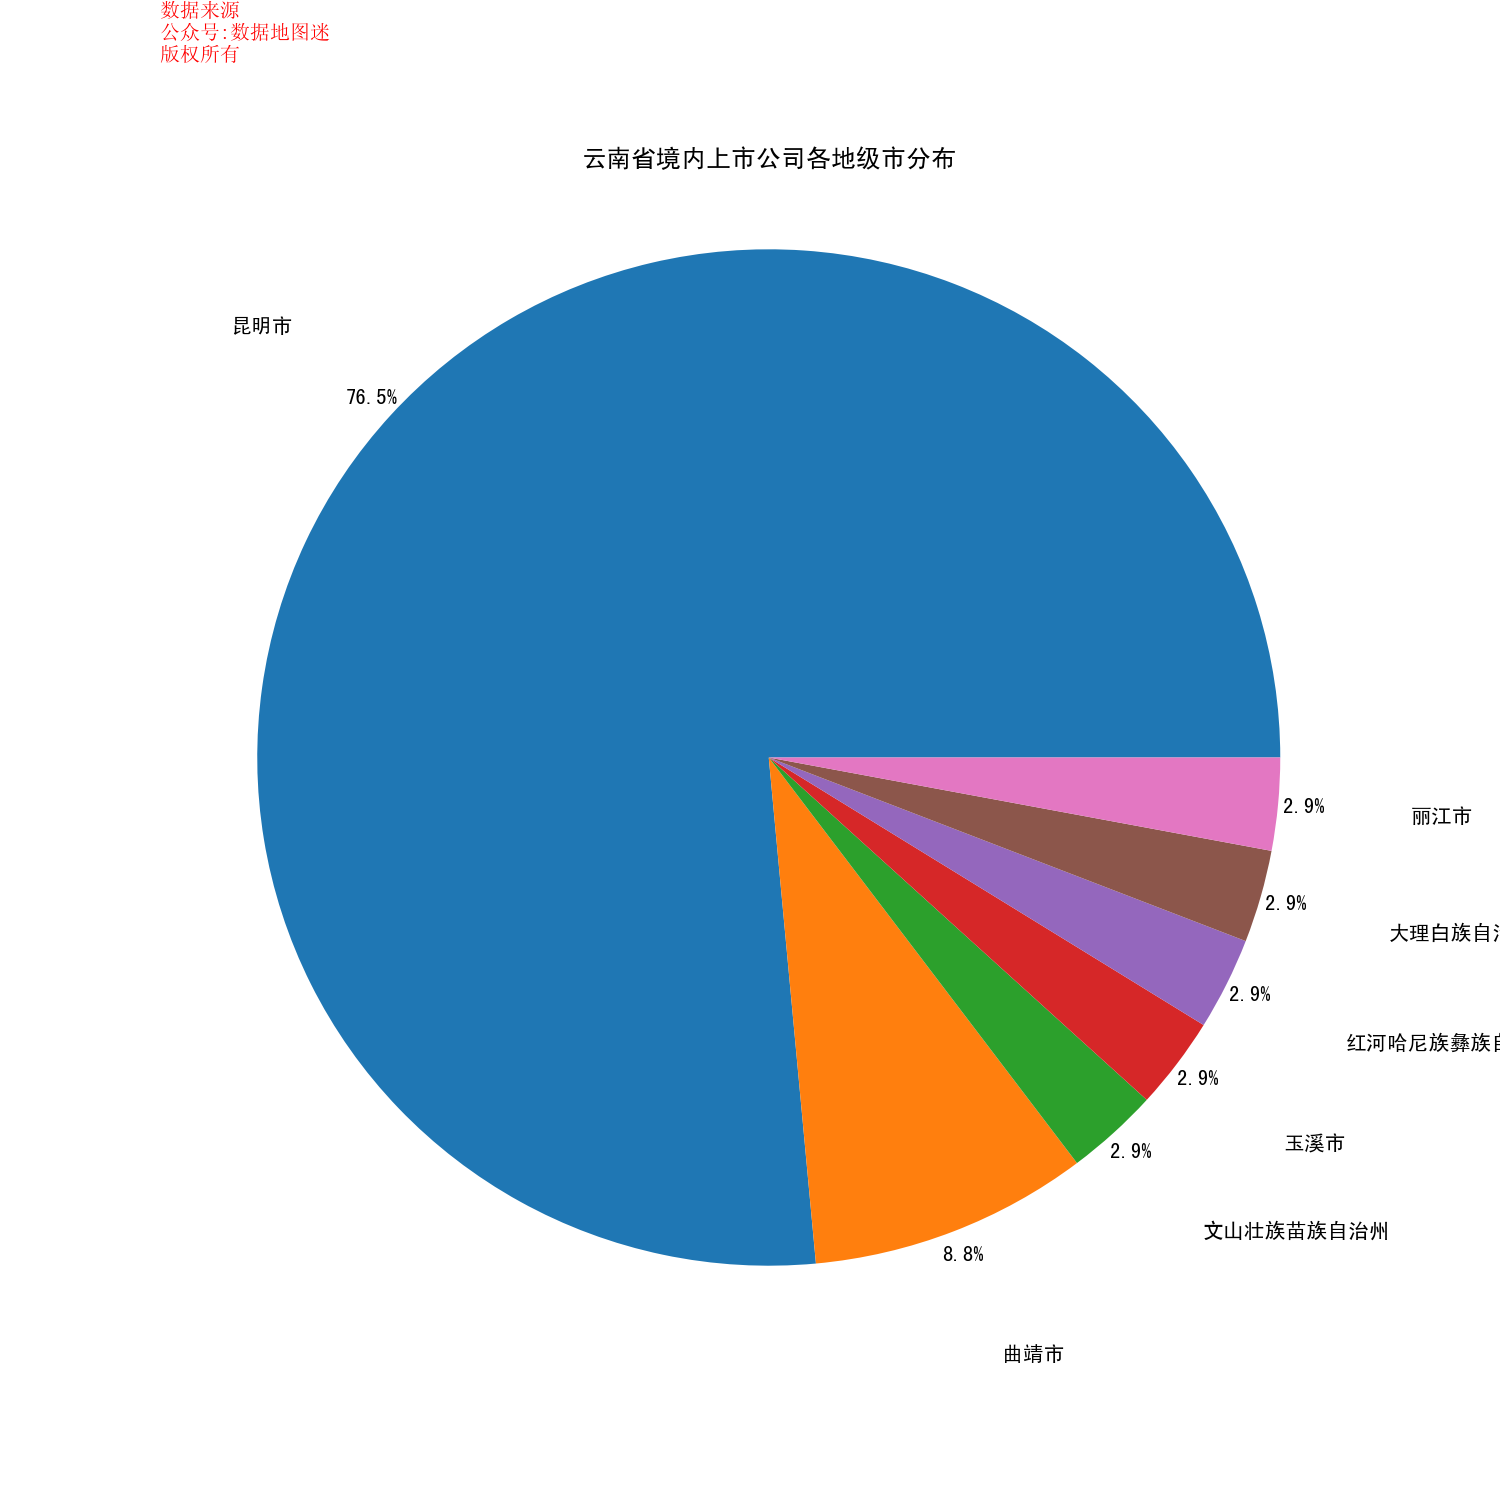 数据来源
公众号:数据地图迷
版权所有
云南省境内上市公司各地级市分布
昆明市
76.5%
2.9%
丽江市
2.9%
大理白族自
2.9%
红河哈尼族彝族
2.9%
玉溪市
2.9%
文山壮族苗族自治州
8.8%
曲靖市